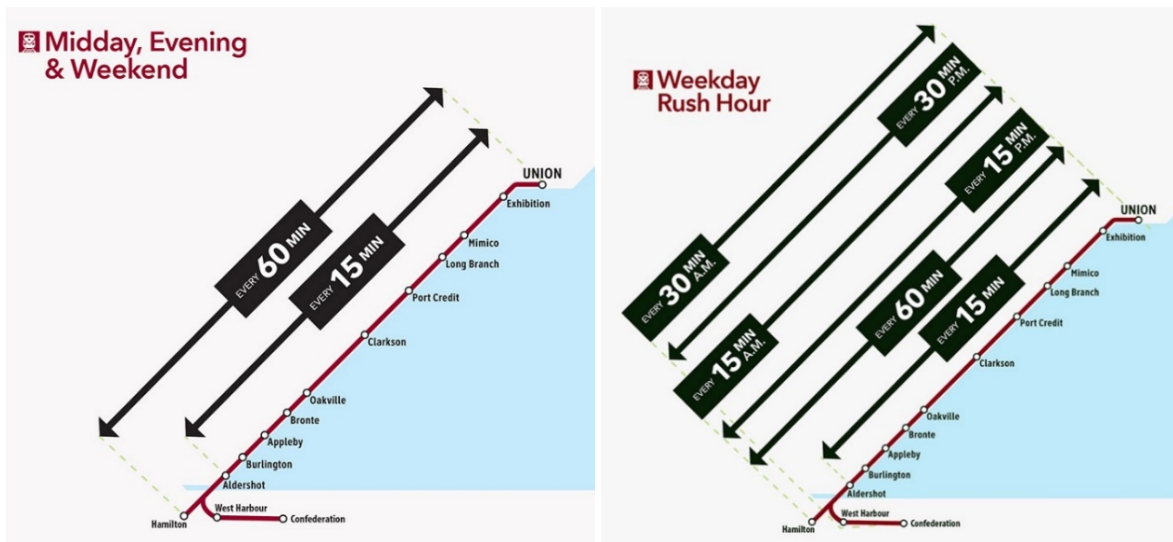 Midday, Evening
& Weekend
EVERY 60 MIN
EVERY 15 MIN
UNION
Exhibition
Mimico
Long Branch
Port Credit
Clarkson
Oakville
Bronte
Appleby
Burlington
Aldershot
West Harbour
Hamilton
Confederation
Weekday
Rush Hour
EVERY 30 MIN P.M.
EVERY 15 MIN P.M.
EVERY 30 MIN A.M.
EVERY 15 MIN A.M.
EVERY 60 MIN
EVERY 15 MIN
UNION
Exhibition
Mimico
Long Branch
Port Credit
Clarkson
Oakville
Bronte
Appleby
Burlington
Aldershot
West Harbour
Hamilton
Confederation